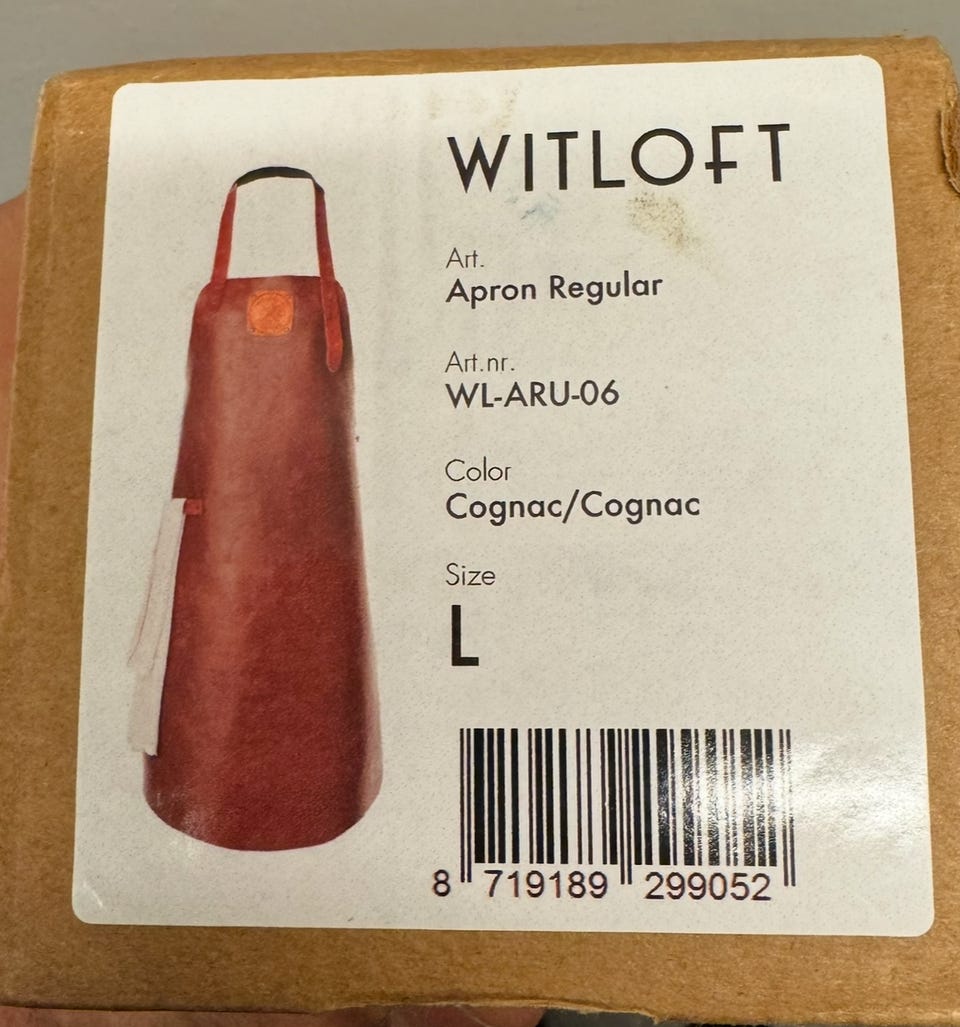 WITLOFT
Art.
Apron Regular
Art.nr.
WL-ARU-06
Color
Cognac/Cognac
Size
L
8 719189 299052